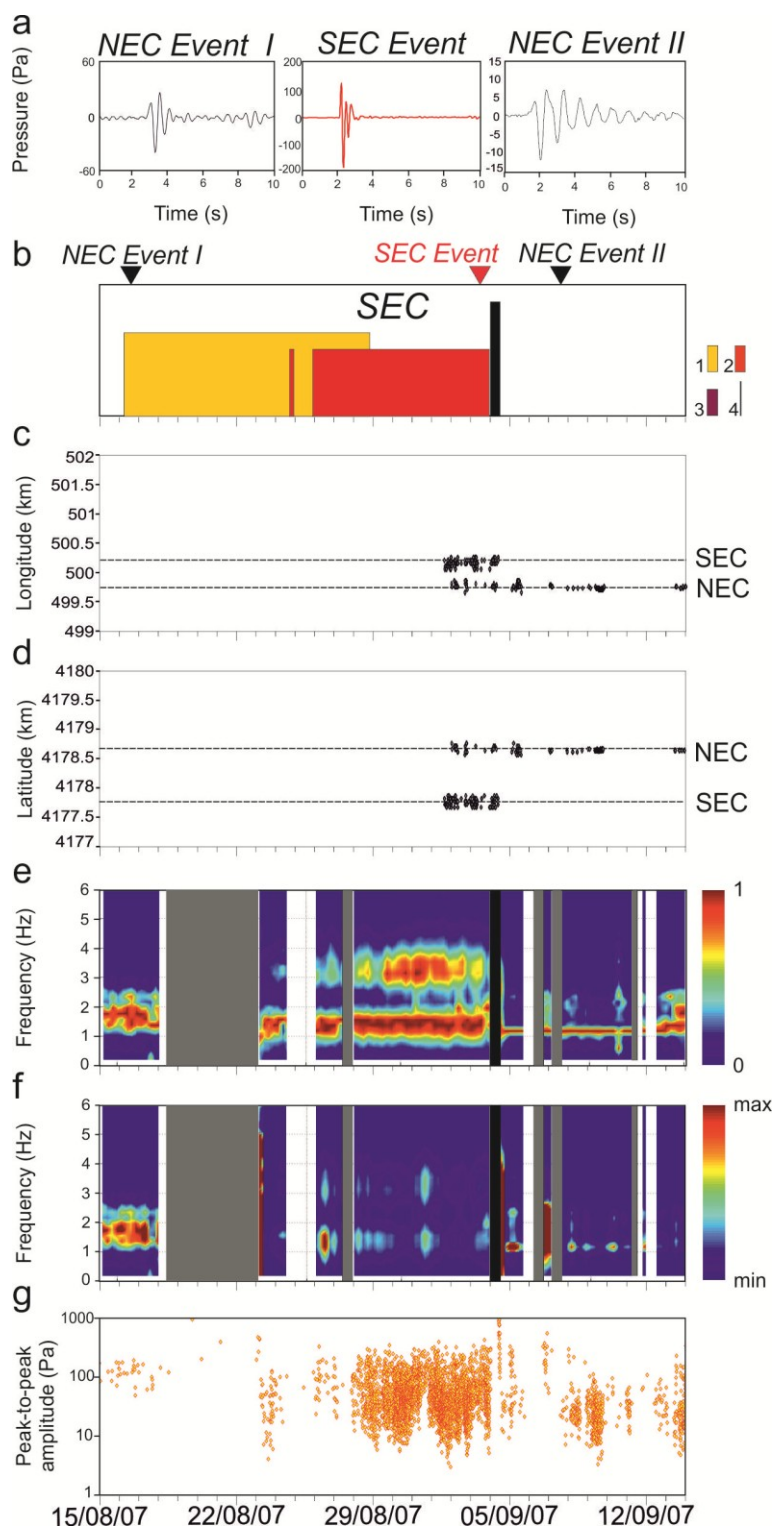 a
NEC Event I
SEC Event
NEC Event II
Pressure (Pa)
60
0
-60
200
100
0
-100
-200
15
10
5
0
-5
-10
-15
0 2 4 6 8 10
0 2 4 6 8 10
0 2 4 6 8 10
Time (s)
Time (s)
Time (s)
b
NEC Event I
SEC Event
NEC Event II
SEC
1
2
3
4
c
Longitude (km)
502
501.5
501
500.5
500
499.5
499
SEC
NEC
d
Latitude (km)
4180
4179.5
4179
4178.5
4178
4177.5
4177
NEC
SEC
e
Frequency (Hz)
6
5
4
3
2
1
0
1
0
f
Frequency (Hz)
6
5
4
3
2
1
0
max
min
g
Peak-to-peak
amplitude (Pa)
1000
100
10
1
15/08/07 22/08/07 29/08/07 05/09/07 12/09/07